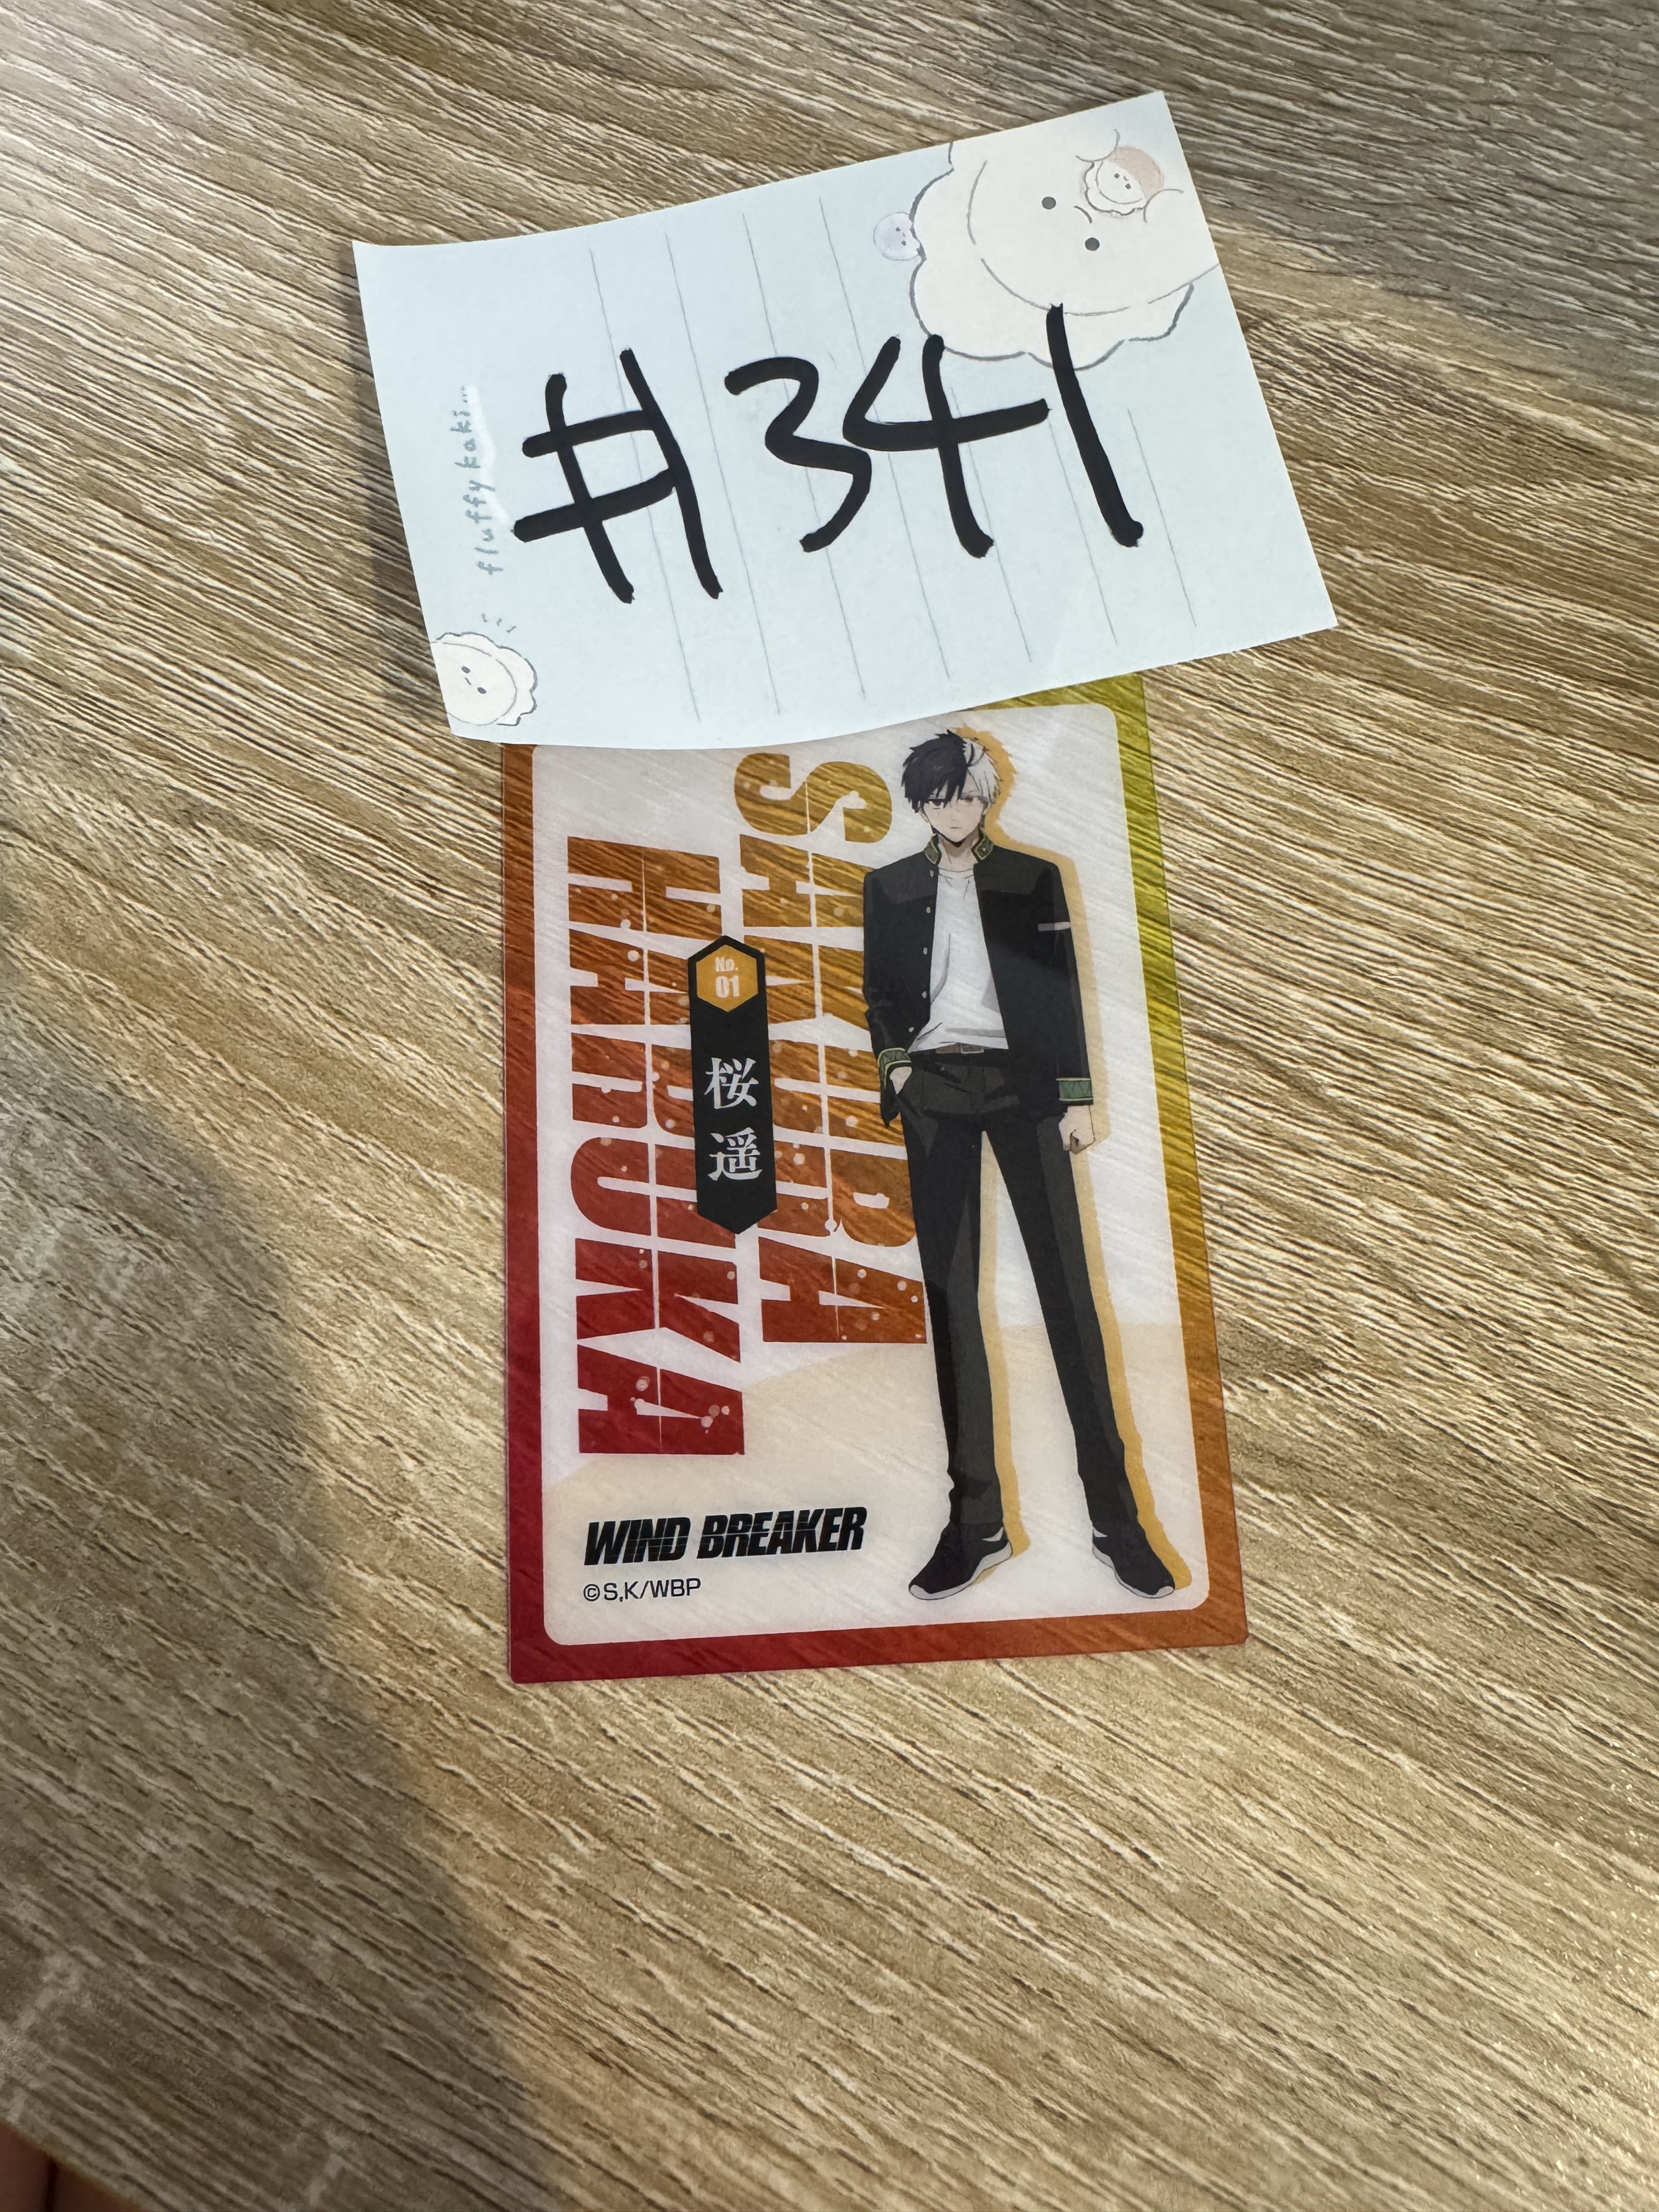 #341
fluffy kaki...
SAKURA
HARUKA
No.
01
桜
遥
WIND BREAKER
©S,K/WBP